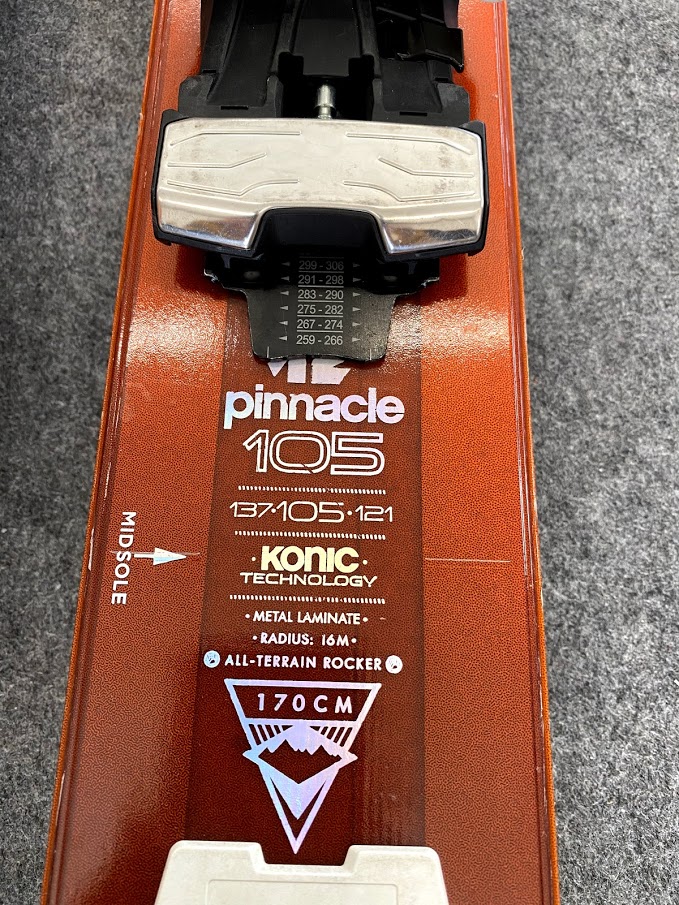 299 - 306
291 - 298
283 - 290
275 - 282
267 - 274
259 - 266
pinnacle
105
137·105·121
MIDSOLE
·KONIC·
TECHNOLOGY
· METAL LAMINATE ·
· RADIUS: 16M ·
ALL-TERRAIN ROCKER
170CM